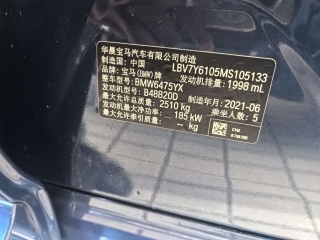 华晨宝马汽车有限公司制造
制造国: 中国 LBV7Y6105MS105133
品牌: 宝马(BMW)牌 发动机排量: 1998 mL
整车型号: BMW6475YX
发动机型号: B48B20D 制造年月: 2021-06
最大允许总质量: 2510 kg 乘坐人数: 5
发动机最大净功率: 185 kW
最大允许牵引质量: -- kg